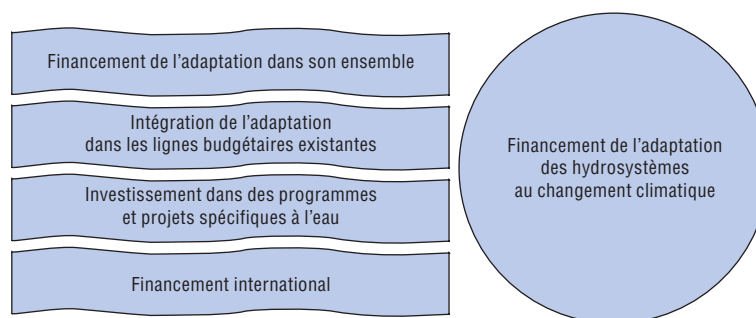 Financement de l’adaptation dans son ensemble
Intégration de l’adaptation
dans les lignes budgétaires existantes
Investissement dans des programmes
et projets spécifiques à l’eau
Financement international
Financement de l’adaptation
des hydrosystèmes
au changement climatique